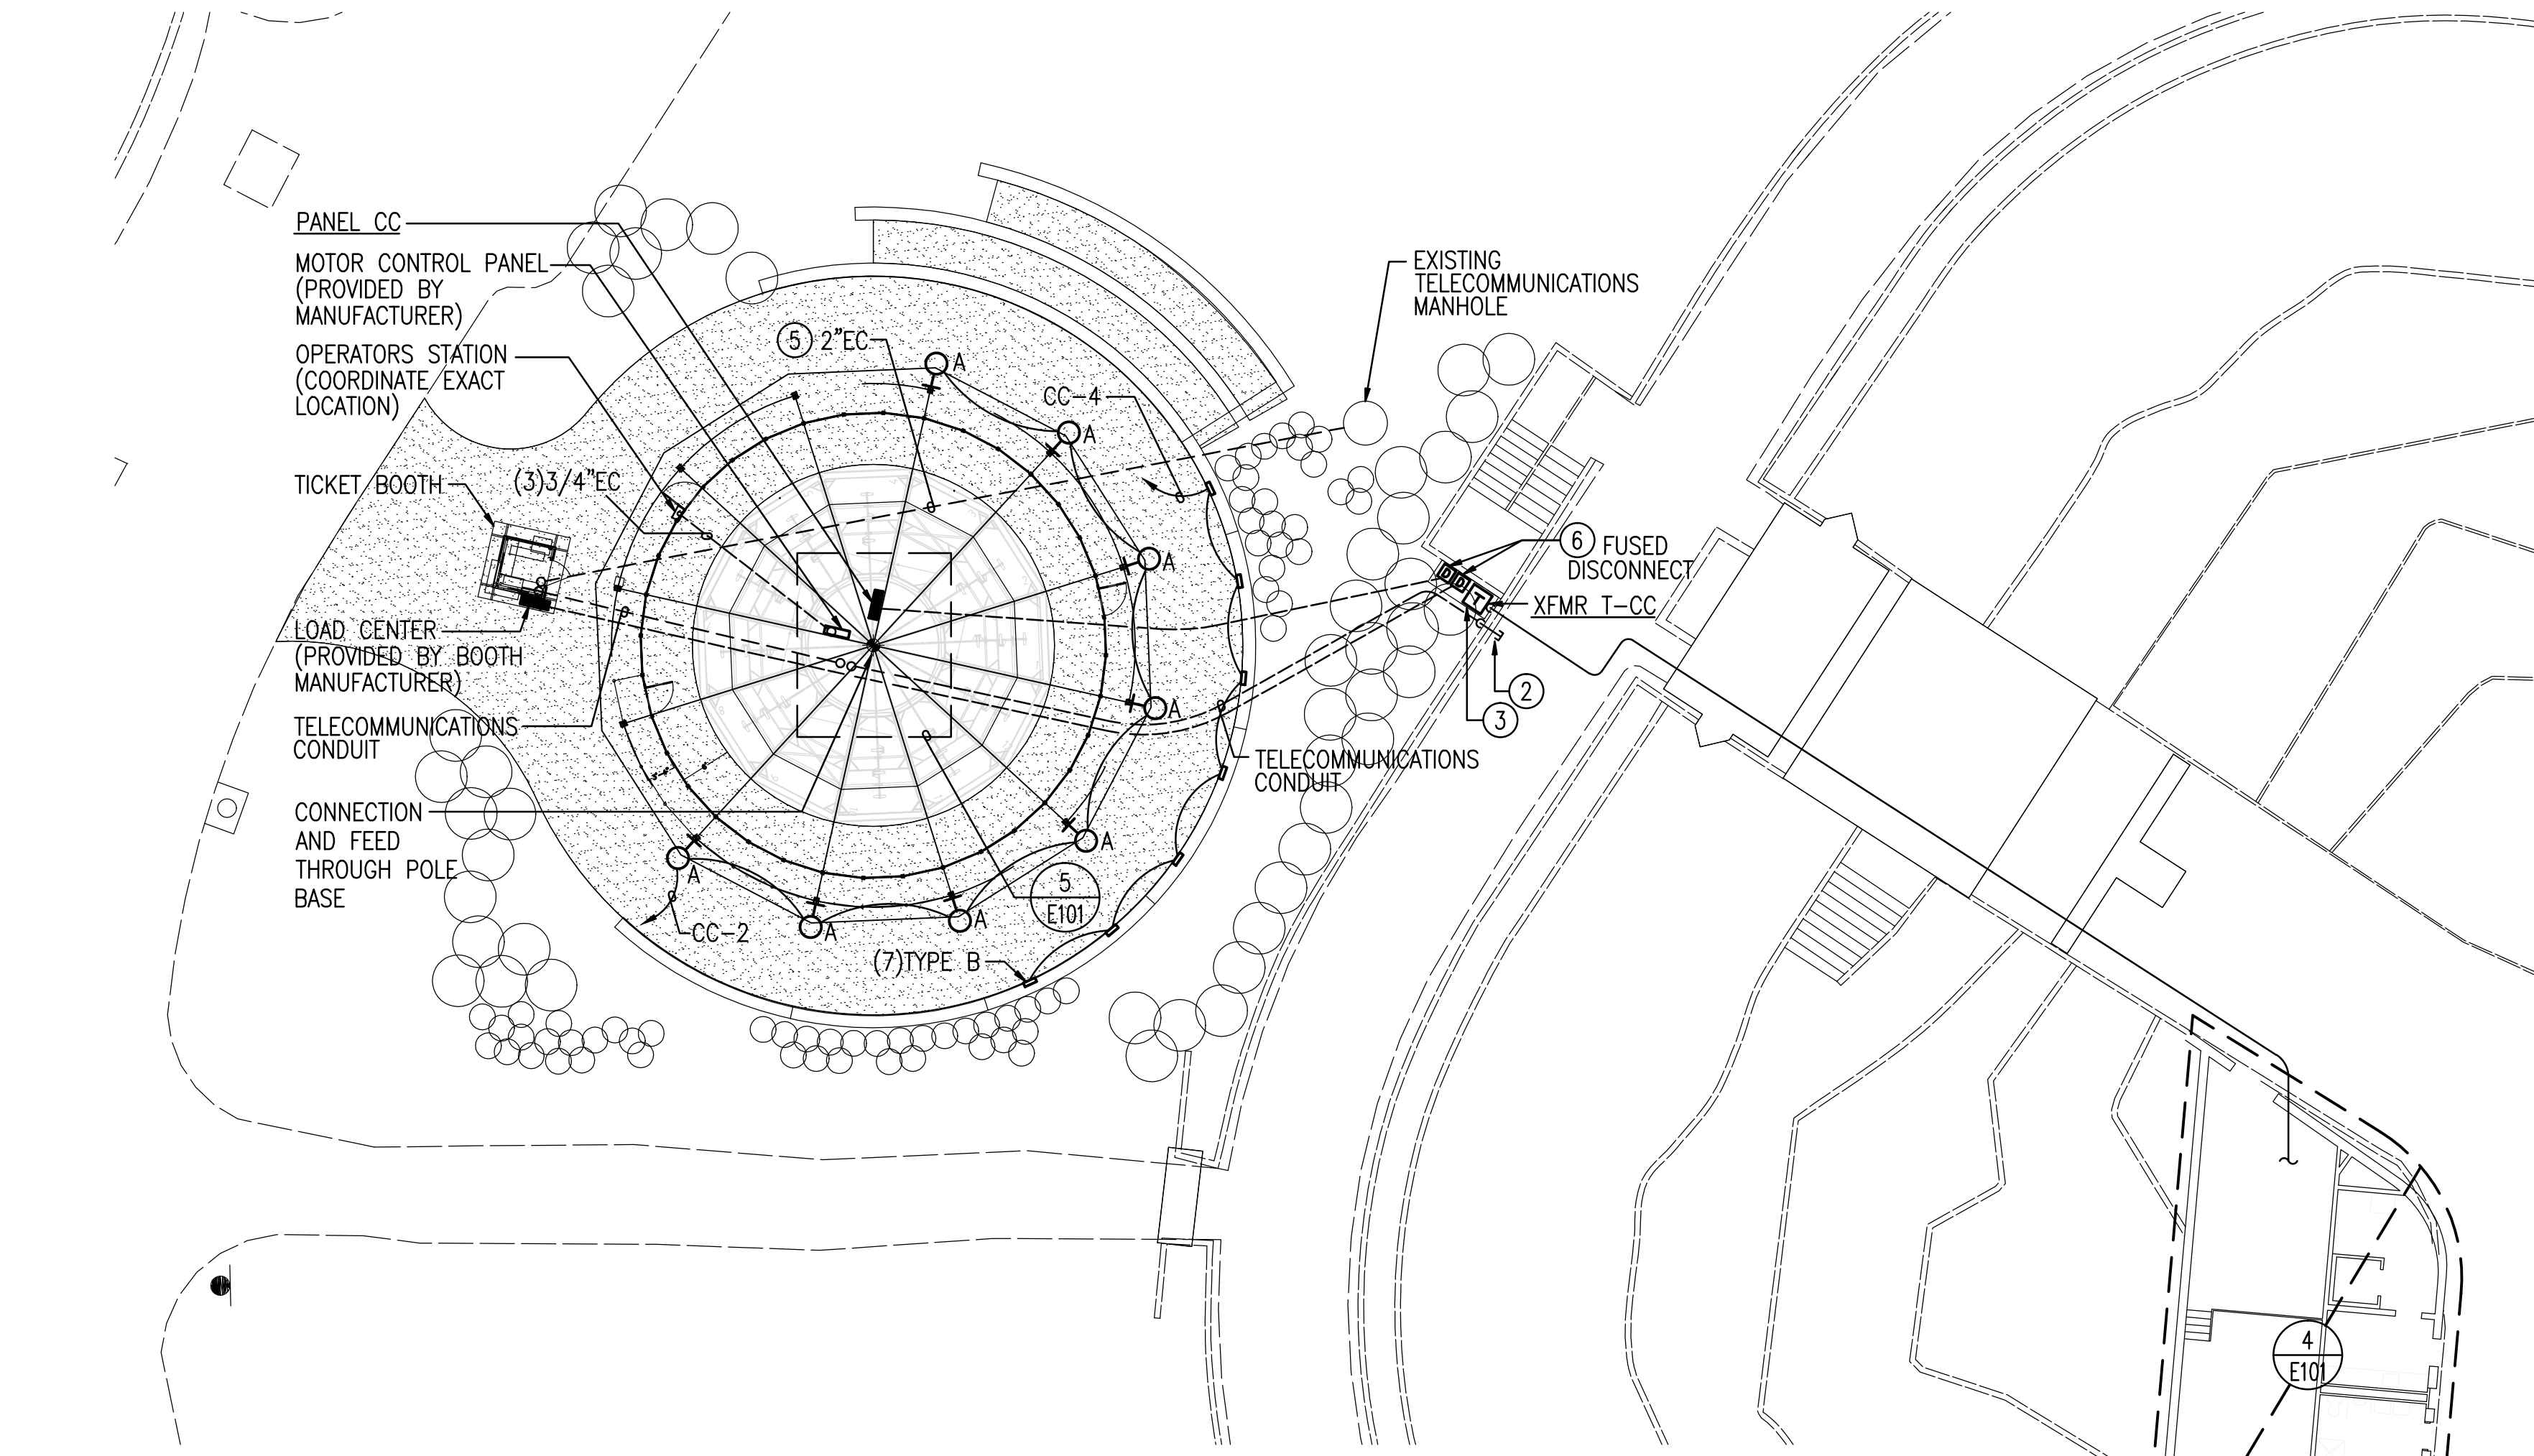 PANEL CC
MOTOR CONTROL PANEL
(PROVIDED BY
MANUFACTURER)
OPERATORS STATION
(COORDINATE EXACT
LOCATION)
TICKET BOOTH
(3)3/4"EC
LOAD CENTER
(PROVIDED BY BOOTH
MANUFACTURER)
TELECOMMUNICATIONS
CONDUIT
CONNECTION
AND FEED
THROUGH POLE
BASE
5 2"EC
CC-4
A
A
A
A
A
A
A
A
CC-2
(7)TYPE B
5
E101
EXISTING
TELECOMMUNICATIONS
MANHOLE
6 FUSED
DISCONNECT
D
D
T
XFMR T-CC
2
3
TELECOMMUNICATIONS
CONDUIT
4
E101